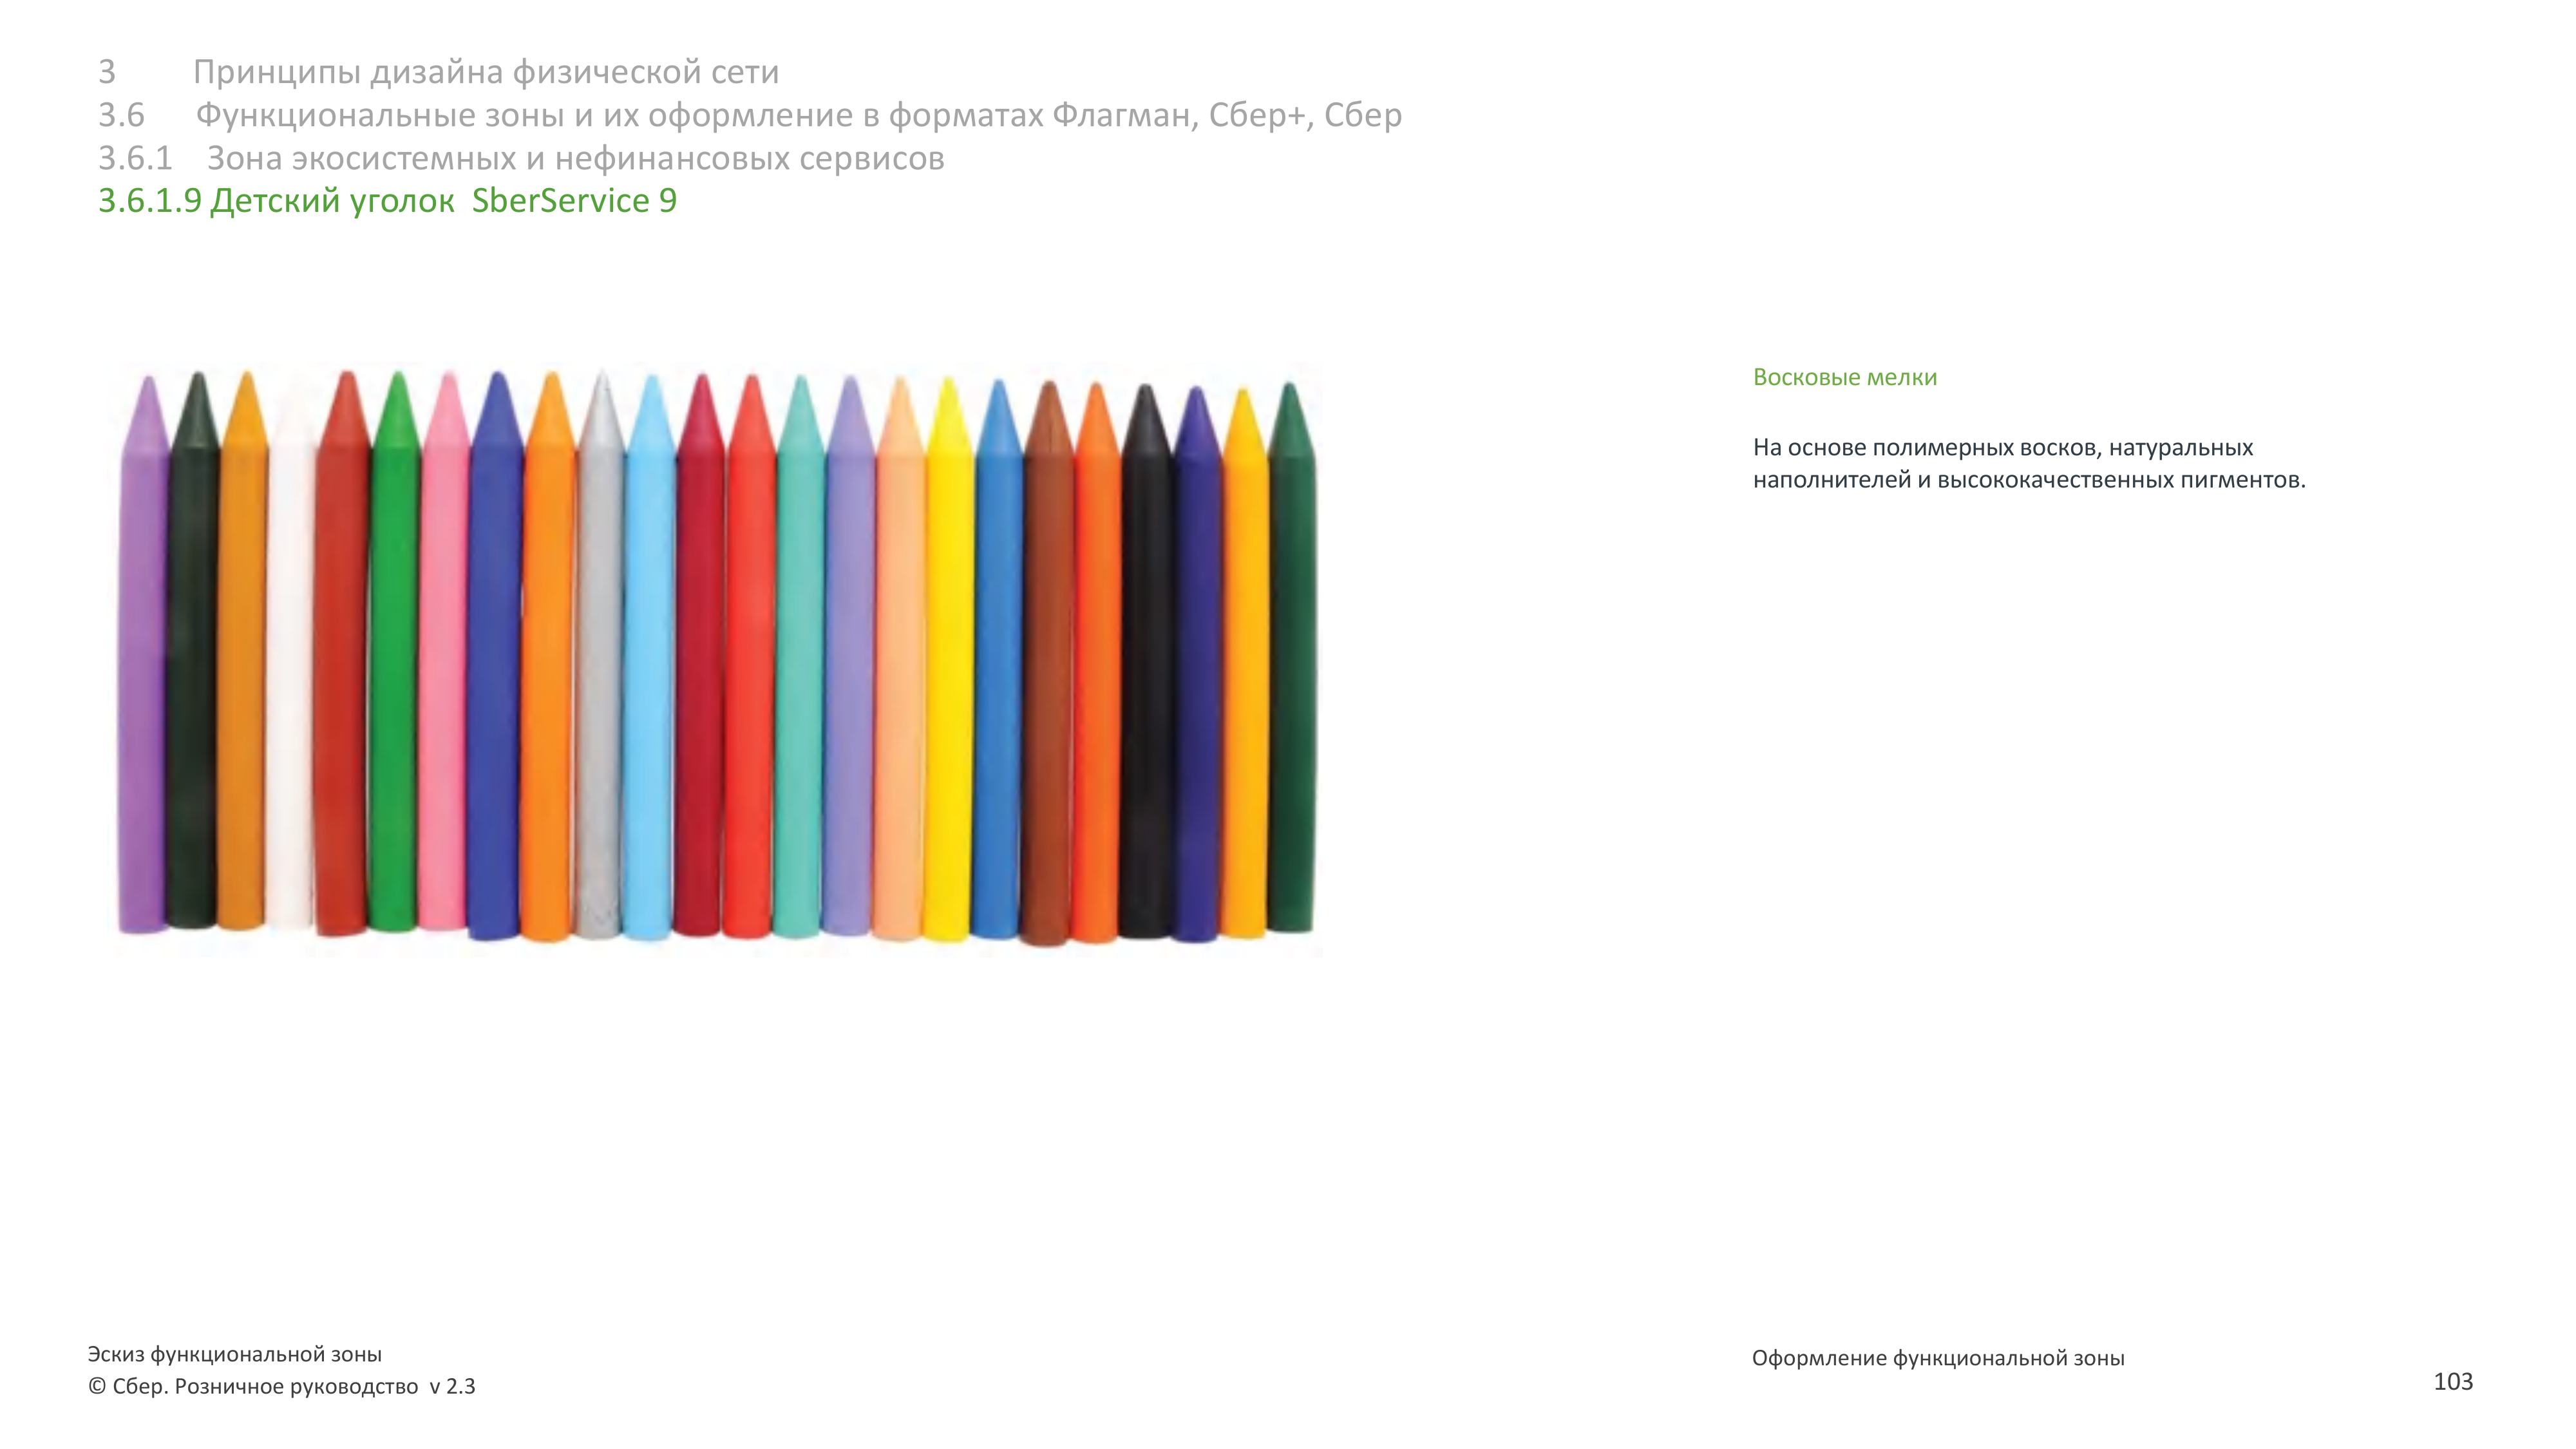 3 Принципы дизайна физической сети
3.6 Функциональные зоны и их оформление в форматах Флагман, Сбер+, Сбер
3.6.1 Зона экосистемных и нефинансовых сервисов
3.6.1.9 Детский уголок SberService 9
Восковые мелки
На основе полимерных восков, натуральных
наполнителей и высококачественных пигментов.
Эскиз функциональной зоны
© Сбер. Розничное руководство v 2.3
Оформление функциональной зоны
103